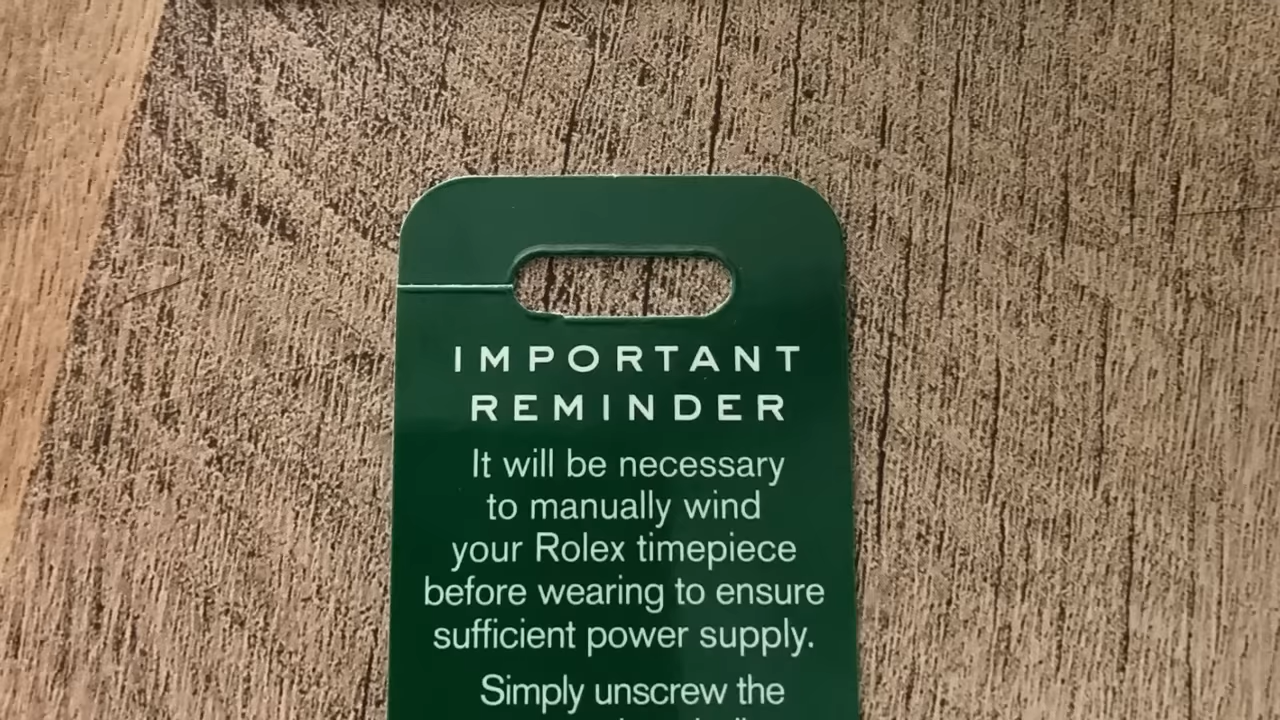 IMPORTANT
REMINDER
It will be necessary
to manually wind
your Rolex timepiece
before wearing to ensure
sufficient power supply.
Simply unscrew the